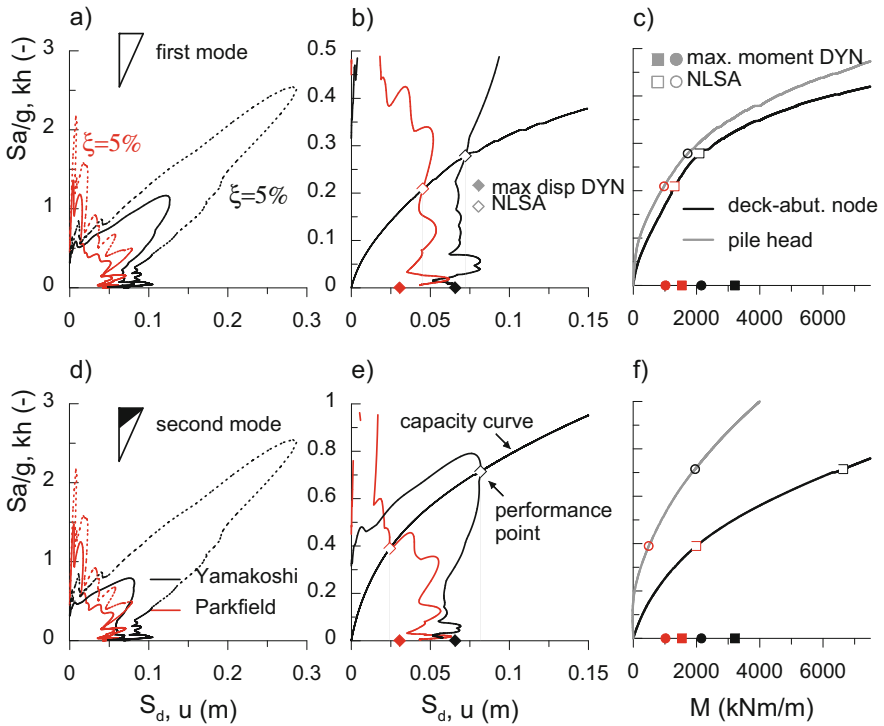 a)
b)
c)
3
2
1
0
Sa/g, kh (-)
first mode
ξ=5%
ξ=5%
0
0.1
0.2
0.3
0.5
0.4
0.3
0.2
0.1
0
max disp DYN
NLSA
0
0.05
0.10
0.15
max. moment DYN
NLSA
deck-abut. node
pile head
0
2000
4000
6000
d)
e)
f)
3
2
1
0
Sa/g, kh (-)
second mode
Yamakoshi
Parkfield
0
0.1
0.2
0.3
Sd, u (m)
1
0.8
0.6
0.4
0.2
0
capacity curve
performance
point
0
0.05
0.10
0.15
Sd, u (m)
0
2000
4000
6000
M (kNm/m)